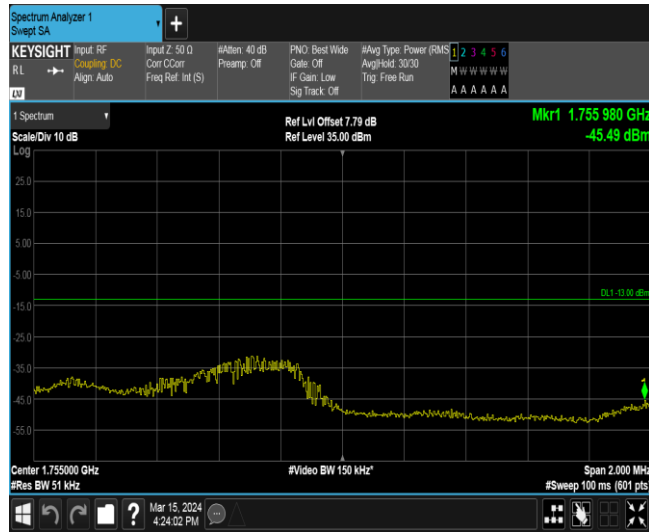 Spectrum Analyzer 1
Swept SA
+
KEYSIGHT
RL
LXI
Input: RF
Coupling: DC
Align: Auto
Input Z: 50 Ω
Corr CCorr
Freq Ref: Int (S)
#Atten: 40 dB
Preamp: Off
PNO: Best Wide
Gate: Off
IF Gain: Low
Sig Track: Off
#Avg Type: Power (RMS
Avg|Hold: 30/30
Trig: Free Run
1 2 3 4 5 6
M W W W W W
A A A A A A
1 Spectrum
Scale/Div 10 dB
Log
Ref Lvl Offset 7.79 dB
Ref Level 35.00 dBm
Mkr1 1.755 980 GHz
-45.49 dBm
25.0
15.0
5.00
-5.00
DL1 -13.00 dBm
-15.0
-25.0
-35.0
-45.0
-55.0
1
Center 1.755000 GHz
#Res BW 51 kHz
#Video BW 150 kHz*
Span 2.000 MHz
#Sweep 100 ms (601 pts)
?
Mar 15, 2024
4:24:02 PM